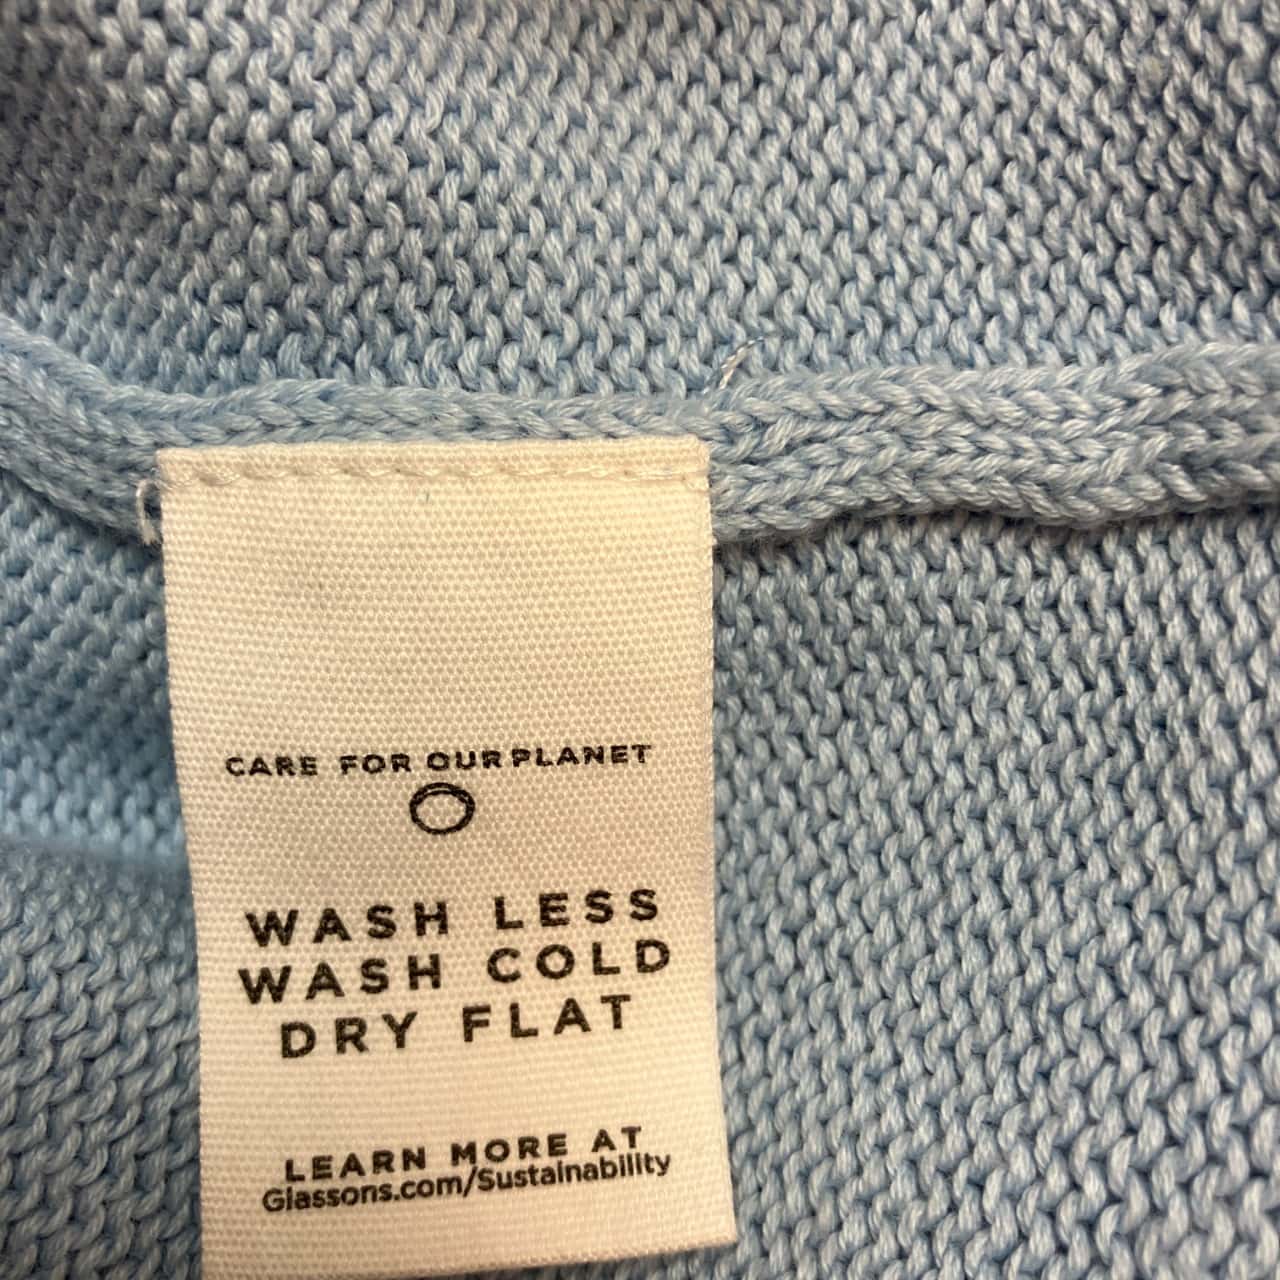 CARE FOR OUR PLANET
WASH LESS
WASH COLD
DRY FLAT
LEARN MORE AT
Glassons.com/Sustainability